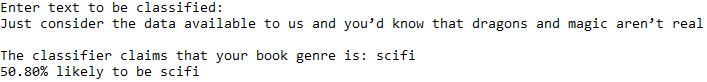 Enter text to be classified:
Just consider the data available to us and you’d know that dragons and magic aren’t real
The classifier claims that your book genre is: scifi
50.80% likely to be scifi